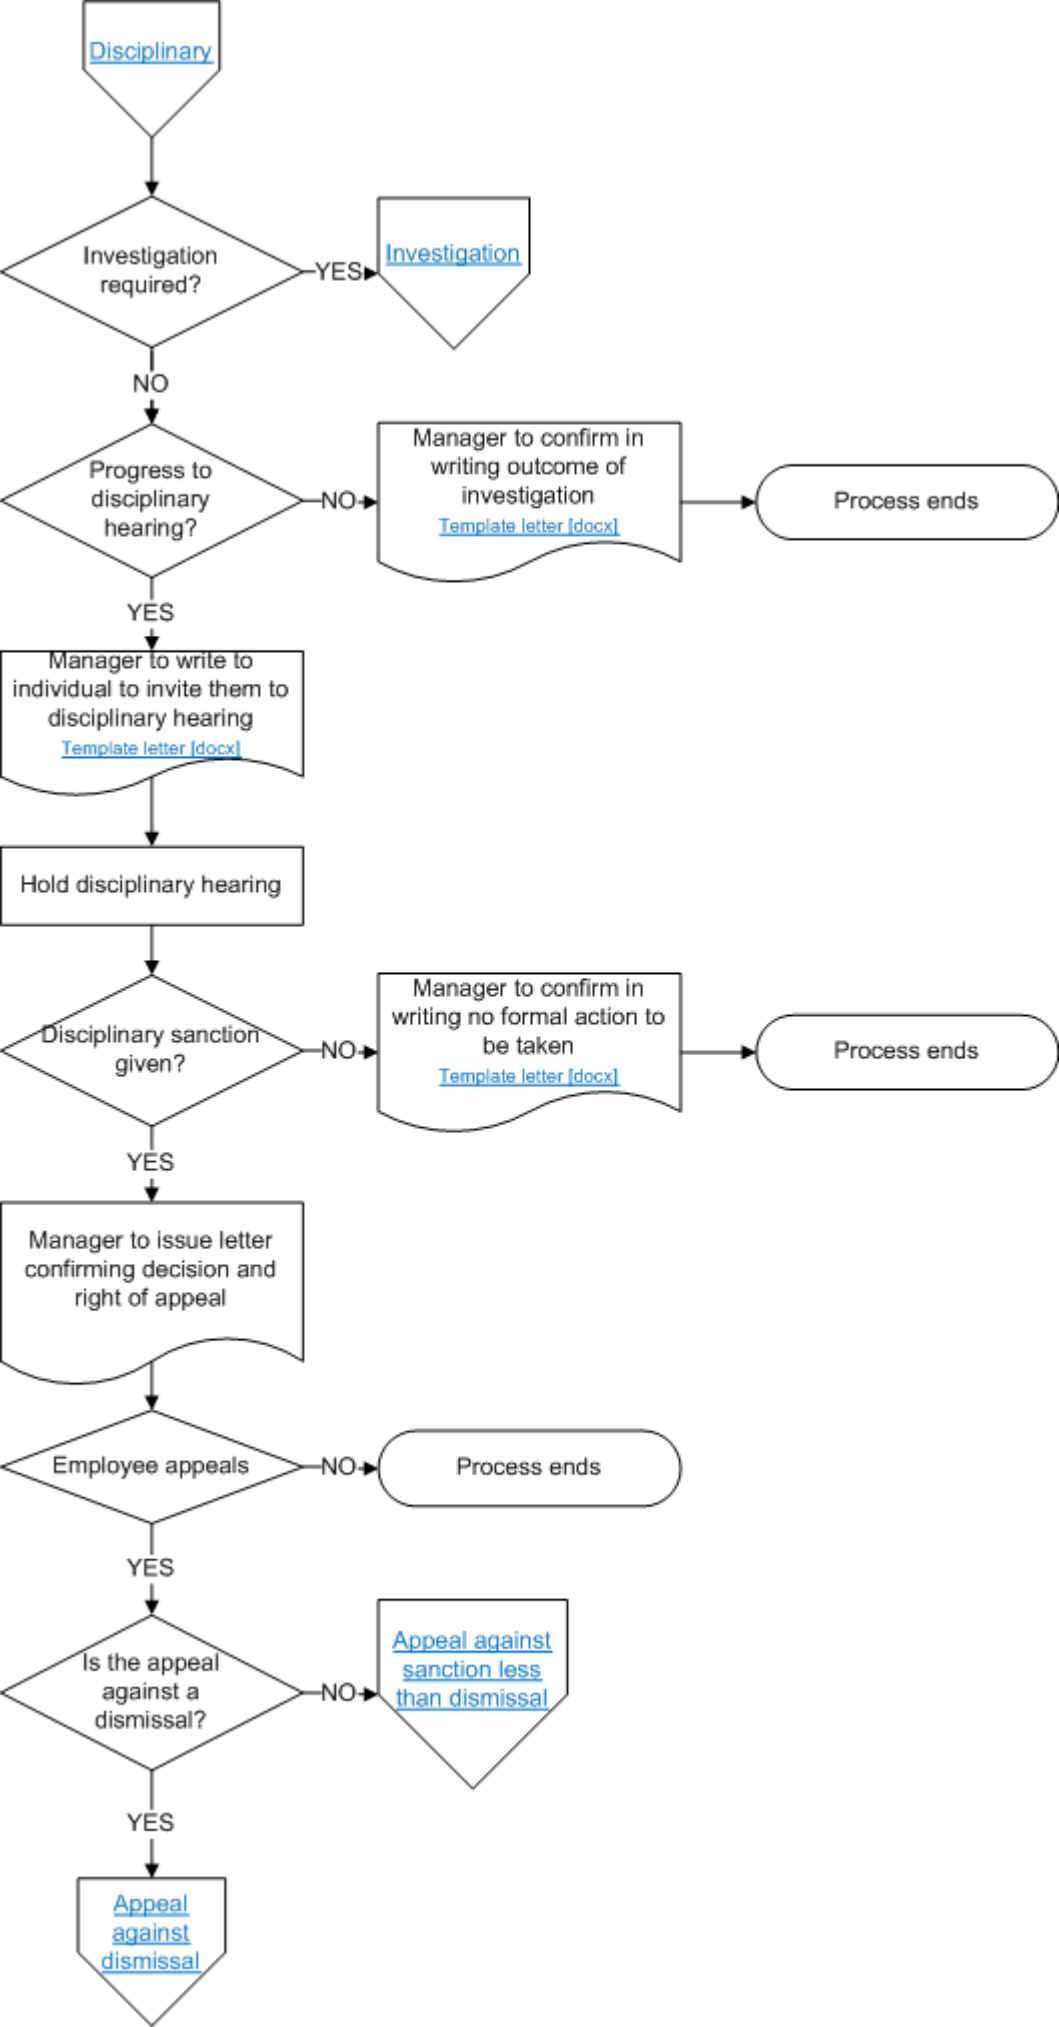 Disciplinary
Investigation
required?
YES
Investigation
NO
Progress to
disciplinary
hearing?
NO
Manager to confirm in
writing outcome of
investigation
Template letter [docx]
Process ends
YES
Manager to write to
individual to invite them to
disciplinary hearing
Template letter [docx]
Hold disciplinary hearing
Disciplinary sanction
given?
NO
Manager to confirm in
writing no formal action to
be taken
Template letter [docx]
Process ends
YES
Manager to issue letter
confirming decision and
right of appeal
Employee appeals
NO
Process ends
YES
Is the appeal
against a
dismissal?
NO
Appeal against
sanction less
than dismissal
YES
Appeal
against
dismissal